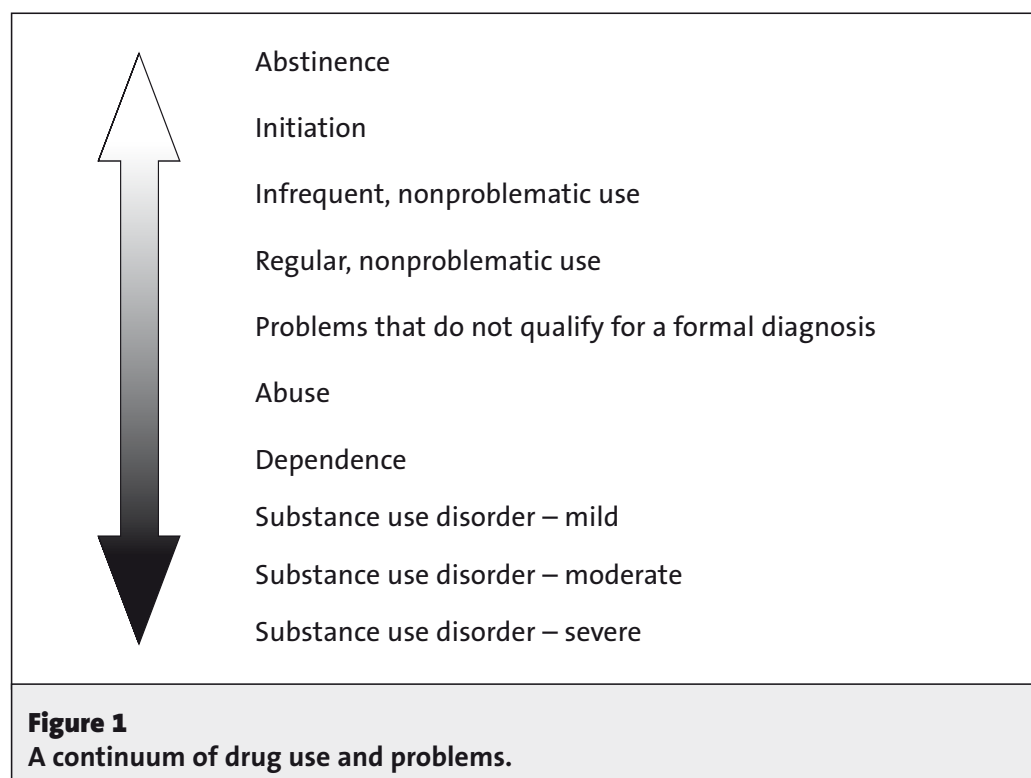 Abstinence
Initiation
Infrequent, nonproblematic use
Regular, nonproblematic use
Problems that do not qualify for a formal diagnosis
Abuse
Dependence
Substance use disorder – mild
Substance use disorder – moderate
Substance use disorder – severe
Figure 1
A continuum of drug use and problems.